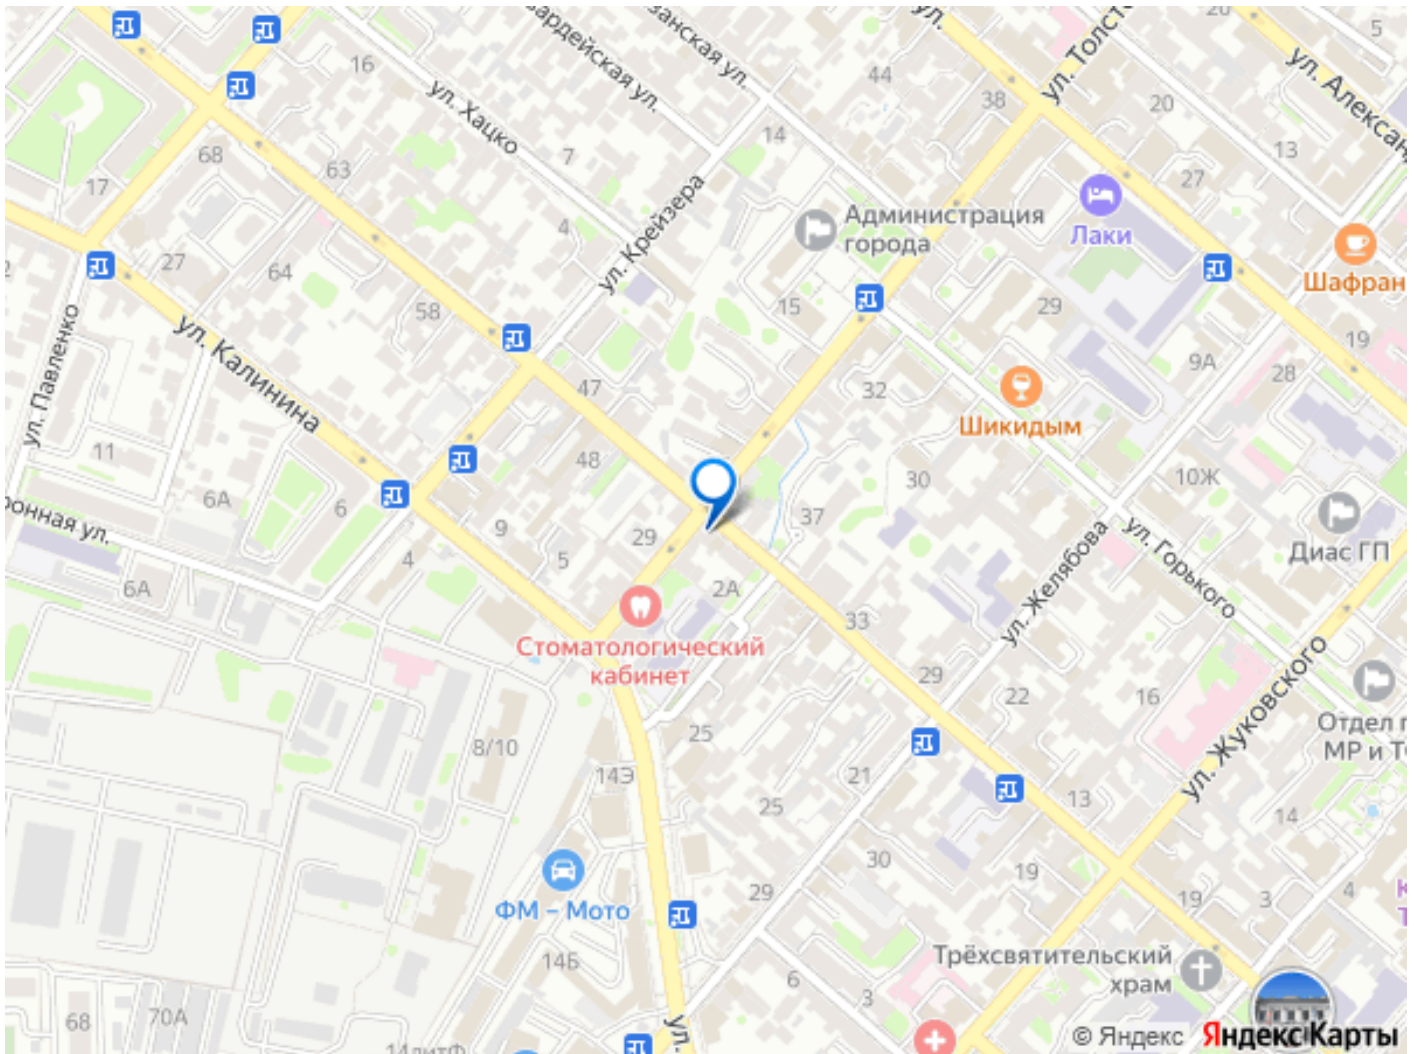 ул.
ул. Толст
20
5
ул. Александ
вардейская ул.
занская ул.
16
ул. Хацко
44
38
20
14
13
68
63
7
17
27
ул. Крейзера
4
Администрация
города
Лаки
Шафран
27
64
58
15
29
19
9А
28
ул. Павленко
ул. Калинина
47
32
Шикидым
11
48
30
10Ж
6А
6
9
29
37
ронная ул.
5
4
6А
2А
33
ул. Желябова
ул. Горького
Диас ГП
Стоматологический
кабинет
29
22
16
ул. Жуковского
Отдел г
МР и Т
8/10
25
14Э
21
25
13
14
30
19
19
3
4
29
ФМ – Мото
К
Т
14Б
6
3
Трёхсвятительский
храм
68
70А
14литФ
ул.
© Яндекс Яндекс Карты